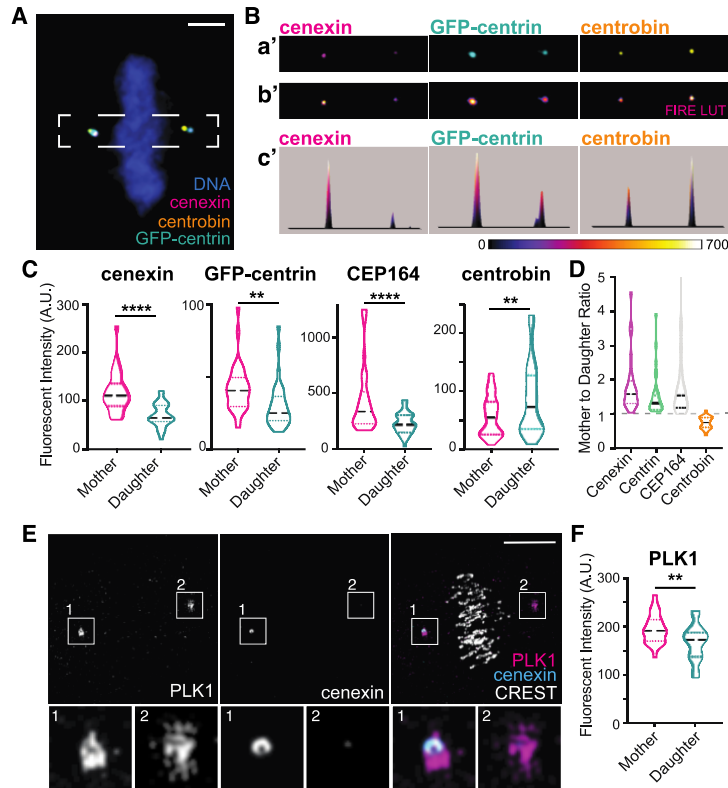 A
DNA
cenexin
centrobin
GFP-centrin
B
cenexin GFP-centrin centrobin
a'
b'
FIRE LUT
cenexin GFP-centrin centrobin
c'
0 700
C
cenexin GFP-centrin CEP164 centrobin
Fluorescent Intensity (A.U.)
300
200
100
0
****
Mother Daughter
100
50
0
**
Mother Daughter
1000
500
0
****
Mother Daughter
200
150
100
50
0
**
Mother Daughter
D
Mother to Daughter Ratio
5
4
3
2
1
0
Cenexin Centrin CEP164 Centrobin
E
1
2
PLK1
cenexin
PLK1
cenexin
CREST
1 2 1 2 1 2
F
PLK1
Fluorescent Intensity (A.U.)
300
200
100
0
**
Mother Daughter